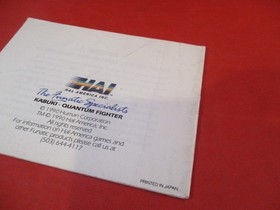 HAL
HAL AMERICA INC.
The Funatic Specialists
KABUKI - QUANTUM FIGHTER
© 1990 Human Corporation
TM © 1990 Hal America, Inc.
All rights reserved
For information on Hal America games and
other Funatic products, please call us at
(503) 644-4117
PRINTED IN JAPAN